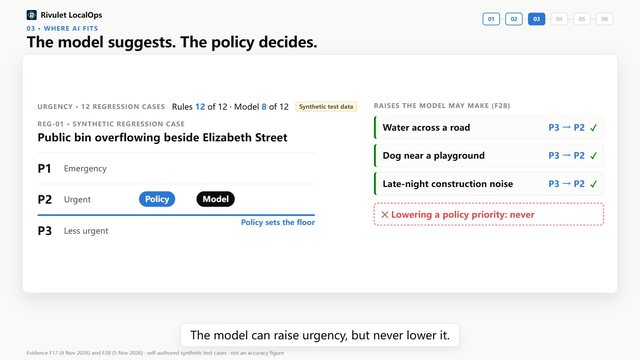 Rivulet LocalOps
03 • WHERE AI FITS
The model suggests. The policy decides.
01 02 03 04 05 06
URGENCY • 12 REGRESSION CASES Rules 12 of 12 · Model 8 of 12 Synthetic test data
REG-01 • SYNTHETIC REGRESSION CASE
Public bin overflowing beside Elizabeth Street
P1 Emergency
P2 Urgent Policy Model
Policy sets the floor
P3 Less urgent
RAISES THE MODEL MAY MAKE (F28)
Water across a road P3 → P2 ✓
Dog near a playground P3 → P2 ✓
Late-night construction noise P3 → P2 ✓
✕ Lowering a policy priority: never
The model can raise urgency, but never lower it.
Evidence F17 (4 Nov 2026) and F28 (5 Nov 2026) · self-authored synthetic test cases · not an accuracy figure